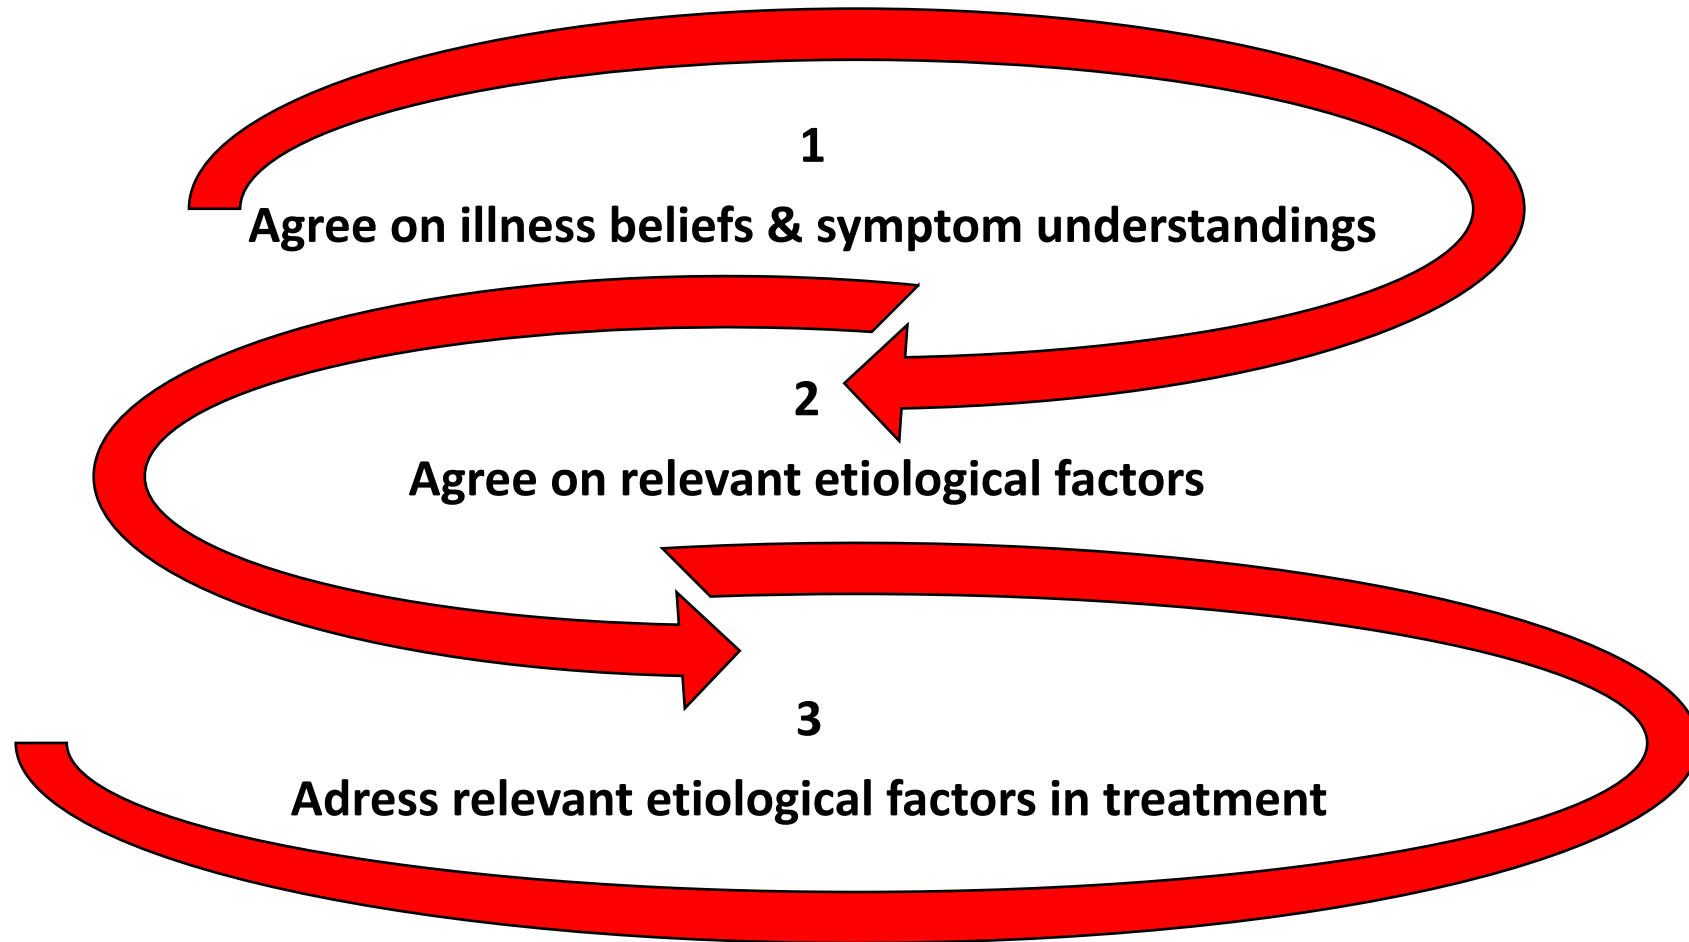 1
Agree on illness beliefs & symptom understandings
2
Agree on relevant etiological factors
3
Adress relevant etiological factors in treatment